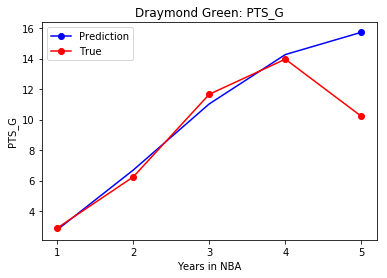 Draymond Green: PTS_G
Prediction
True
16
14
12
10
8
6
4
PTS_G
1 2 3 4 5
Years in NBA